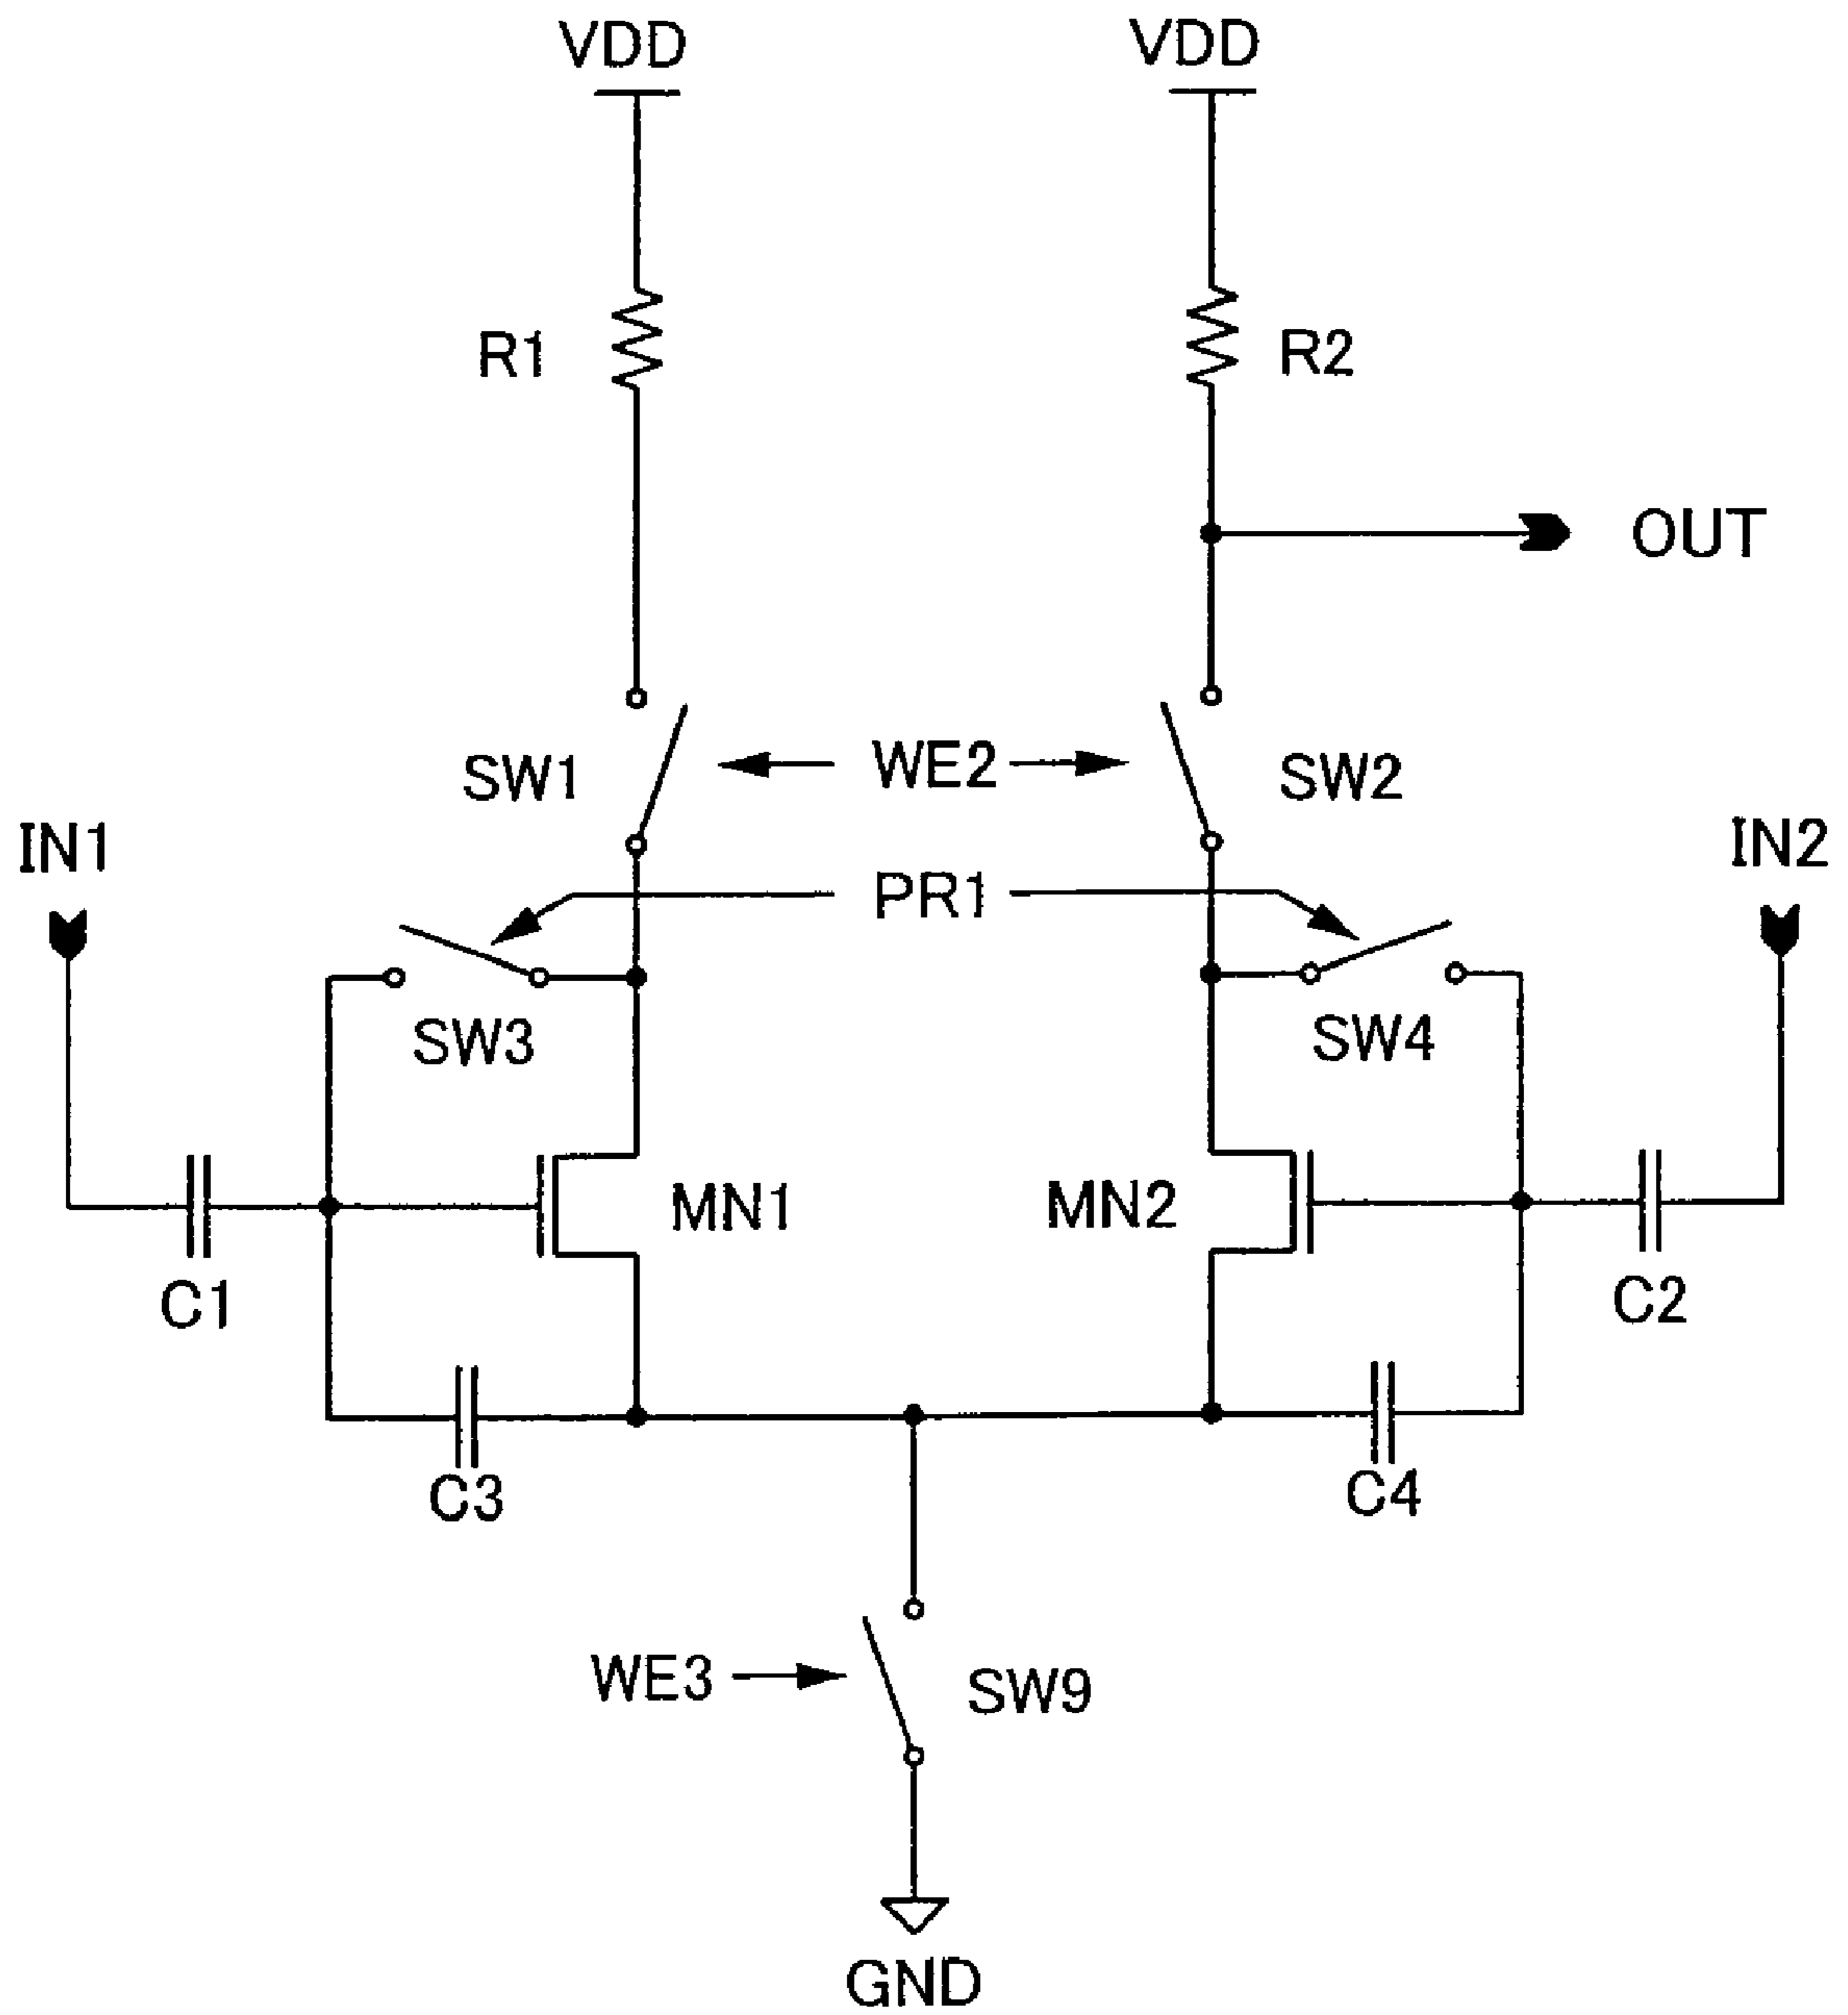 VDD
VDD
R1
R2
OUT
SW1
WE2
SW2
IN1
IN2
PR1
SW3
SW4
MN1
MN2
C1
C2
C3
C4
WE3
SW9
GND